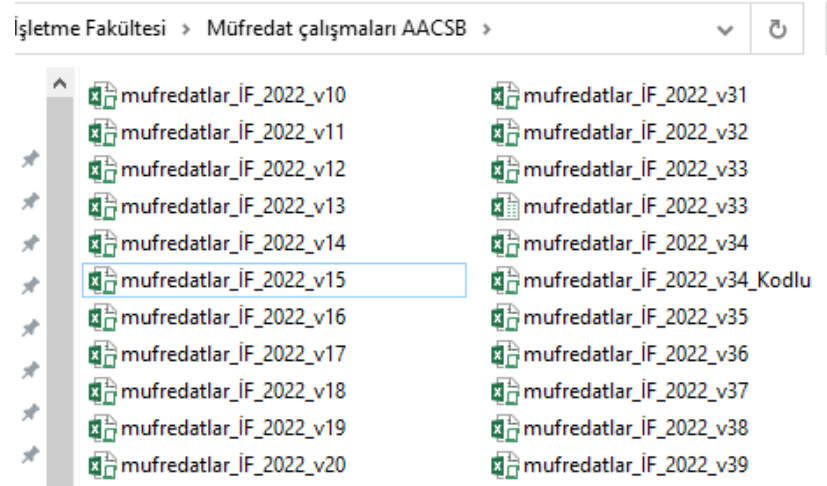 İşletme Fakültesi > Müfredat çalışmaları AACSB >
mufredatlar_İF_2022_v10
mufredatlar_İF_2022_v11
mufredatlar_İF_2022_v12
mufredatlar_İF_2022_v13
mufredatlar_İF_2022_v14
mufredatlar_İF_2022_v15
mufredatlar_İF_2022_v16
mufredatlar_İF_2022_v17
mufredatlar_İF_2022_v18
mufredatlar_İF_2022_v19
mufredatlar_İF_2022_v20
mufredatlar_İF_2022_v31
mufredatlar_İF_2022_v32
mufredatlar_İF_2022_v33
mufredatlar_İF_2022_v33
mufredatlar_İF_2022_v34
mufredatlar_İF_2022_v34_Kodlu
mufredatlar_İF_2022_v35
mufredatlar_İF_2022_v36
mufredatlar_İF_2022_v37
mufredatlar_İF_2022_v38
mufredatlar_İF_2022_v39